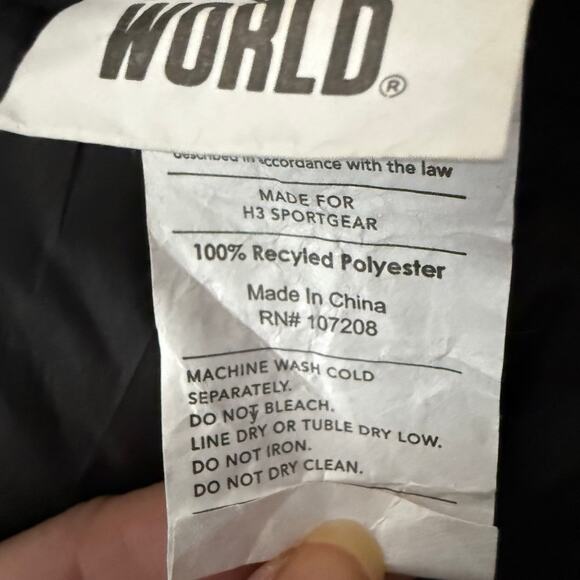 WORLD®
described in accordance with the law
MADE FOR
H3 SPORTGEAR
100% Recyled Polyester
Made In China
RN# 107208
MACHINE WASH COLD
SEPARATELY.
DO NOT BLEACH.
LINE DRY OR TUBLE DRY LOW.
DO NOT IRON.
DO NOT DRY CLEAN.